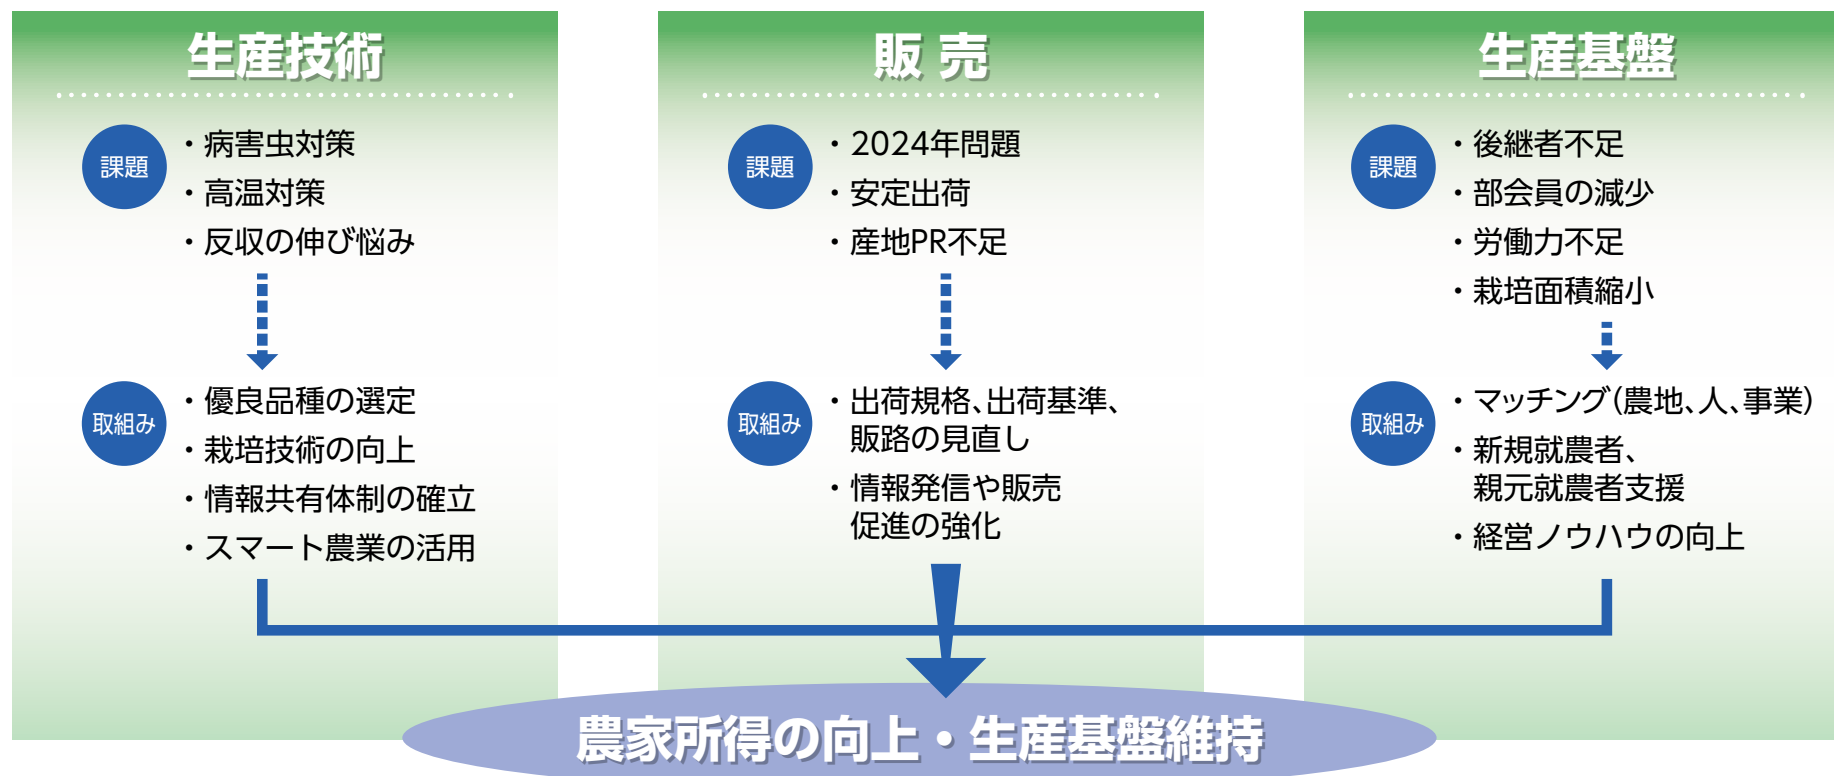 生産技術
課題
・病害虫対策
・高温対策
・反収の伸び悩み
取組み
・優良品種の選定
・栽培技術の向上
・情報共有体制の確立
・スマート農業の活用
販 売
課題
・2024年問題
・安定出荷
・産地PR不足
取組み
・出荷規格、出荷基準、
販路の見直し
・情報発信や販売
促進の強化
生産基盤
課題
・後継者不足
・部会員の減少
・労働力不足
・栽培面積縮小
取組み
・マッチング(農地、人、事業)
・新規就農者、
親元就農者支援
・経営ノウハウの向上
農家所得の向上・生産基盤維持